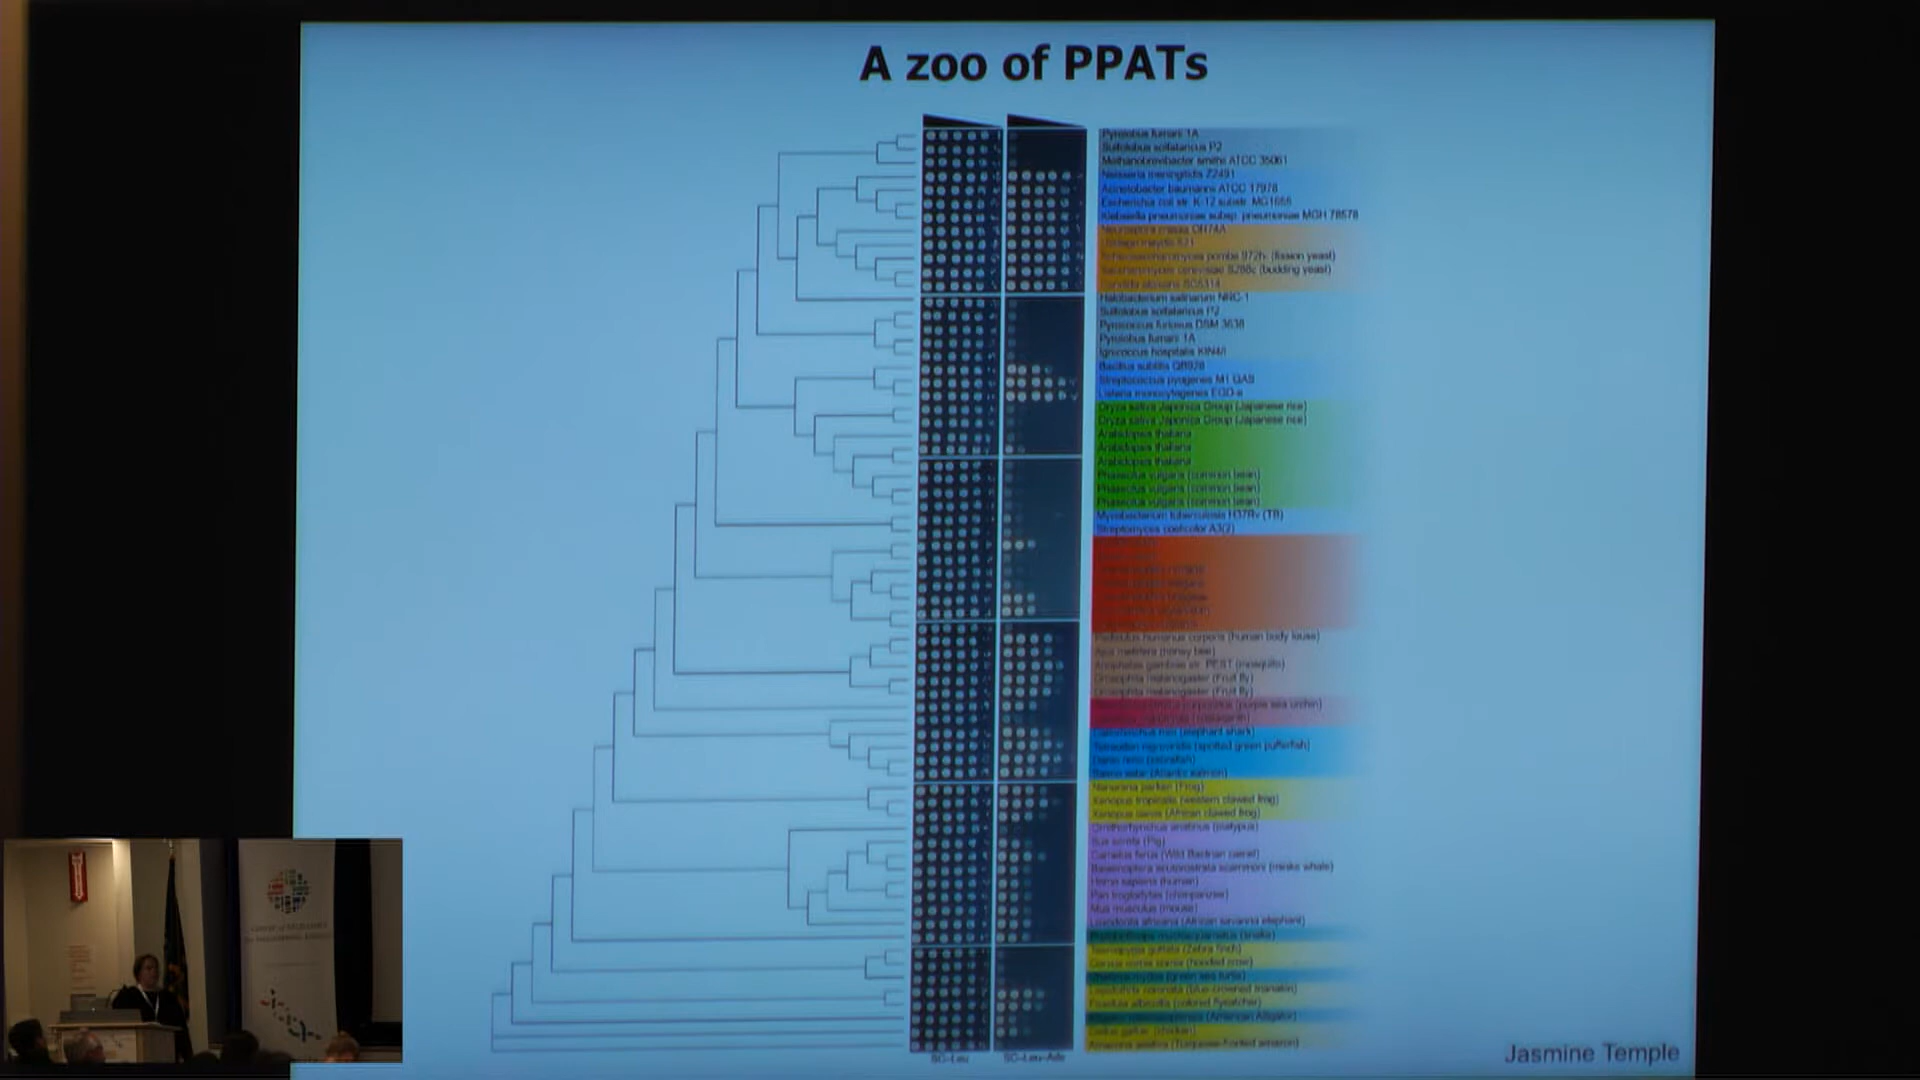 A zoo of PPATs
Pyrolobus fumarii 1A
Sulfolobus solfataricus P2
Methanobrevibacter smithii ATCC 35061
Neisseria meningitidis Z2491
Acinetobacter baumannii ATCC 17978
Escherichia coli str. K-12 substr. MG1655
Klebsiella pneumoniae subsp. pneumoniae MGH 78578
Neurospora crassa OR74A
Ustilago maydis 521
Schizosaccharomyces pombe 972h- (fission yeast)
Saccharomyces cerevisiae S288c (budding yeast)
Candida albicans SC5314
Halobacterium salinarum NRC-1
Sulfolobus solfataricus P2
Pyrococcus furiosus DSM 3638
Pyrolobus fumarii 1A
Ignicoccus hospitalis KIN4/I
Bacillus subtilis QB928
Streptococcus pyogenes M1 GAS
Listeria monocytogenes EGD-e
Oryza sativa Japonica Group (Japanese rice)
Oryza sativa Japonica Group (Japanese rice)
Arabidopsis thaliana
Arabidopsis thaliana
Arabidopsis thaliana
Phaseolus vulgaris (common bean)
Phaseolus vulgaris (common bean)
Phaseolus vulgaris (common bean)
Mycobacterium tuberculosis H37Rv (TB)
Streptomyces coelicolor A3(2)
Pediculus humanus corporis (human body louse)
Apis mellifera (honey bee)
Anopheles gambiae str. PEST (mosquito)
Drosophila melanogaster (Fruit fly)
Drosophila melanogaster (Fruit fly)
(purple sea urchin)
(elephant shark)
Tetraodon nigroviridis (spotted green pufferfish)
Danio rerio (zebrafish)
Salmo salar (Atlantic salmon)
Nanorana parkeri (Frog)
Xenopus tropicalis (western clawed frog)
Xenopus laevis (African clawed frog)
Ornithorhynchus anatinus (platypus)
Sus scrofa (Pig)
Camelus ferus (Wild Bactrian camel)
Balaenoptera acutorostrata scammoni (minke whale)
Homo sapiens (human)
Pan troglodytes (chimpanzee)
Mus musculus (mouse)
Loxodonta africana (African savanna elephant)
(snake)
Taeniopygia guttata (Zebra finch)
Corvus cornix cornix (hooded crow)
Chelonia mydas (green sea turtle)
Lepidothrix coronata (blue-crowned manakin)
Ficedula albicollis (collared flycatcher)
Alligator mississippiensis (American Alligator)
Gallus gallus (chicken)
Amazona aestiva (Turquoise-fronted amazon)
SC-Leu SC-Leu-Ade
Jasmine Temple